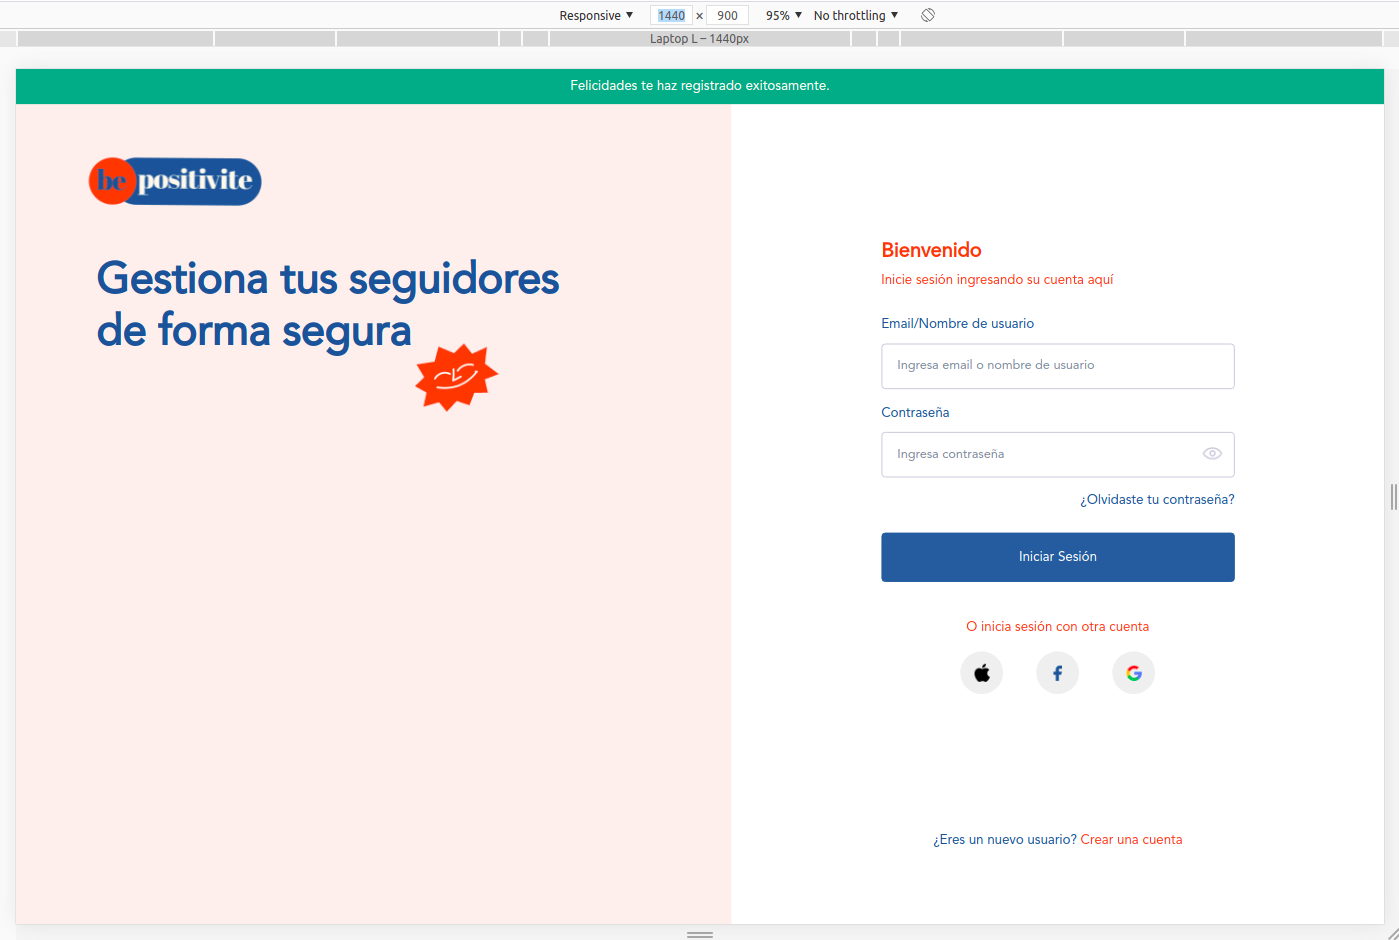 Responsive ▼ 1440 × 900 95% ▼ No throttling ▼
Laptop L – 1440px
Felicidades te haz registrado exitosamente.
be positivite
Gestiona tus seguidores
de forma segura
Bienvenido
Inicie sesión ingresando su cuenta aquí
Email/Nombre de usuario
Ingresa email o nombre de usuario
Contraseña
Ingresa contraseña
¿Olvidaste tu contraseña?
Iniciar Sesión
O inicia sesión con otra cuenta
¿Eres un nuevo usuario? Crear una cuenta